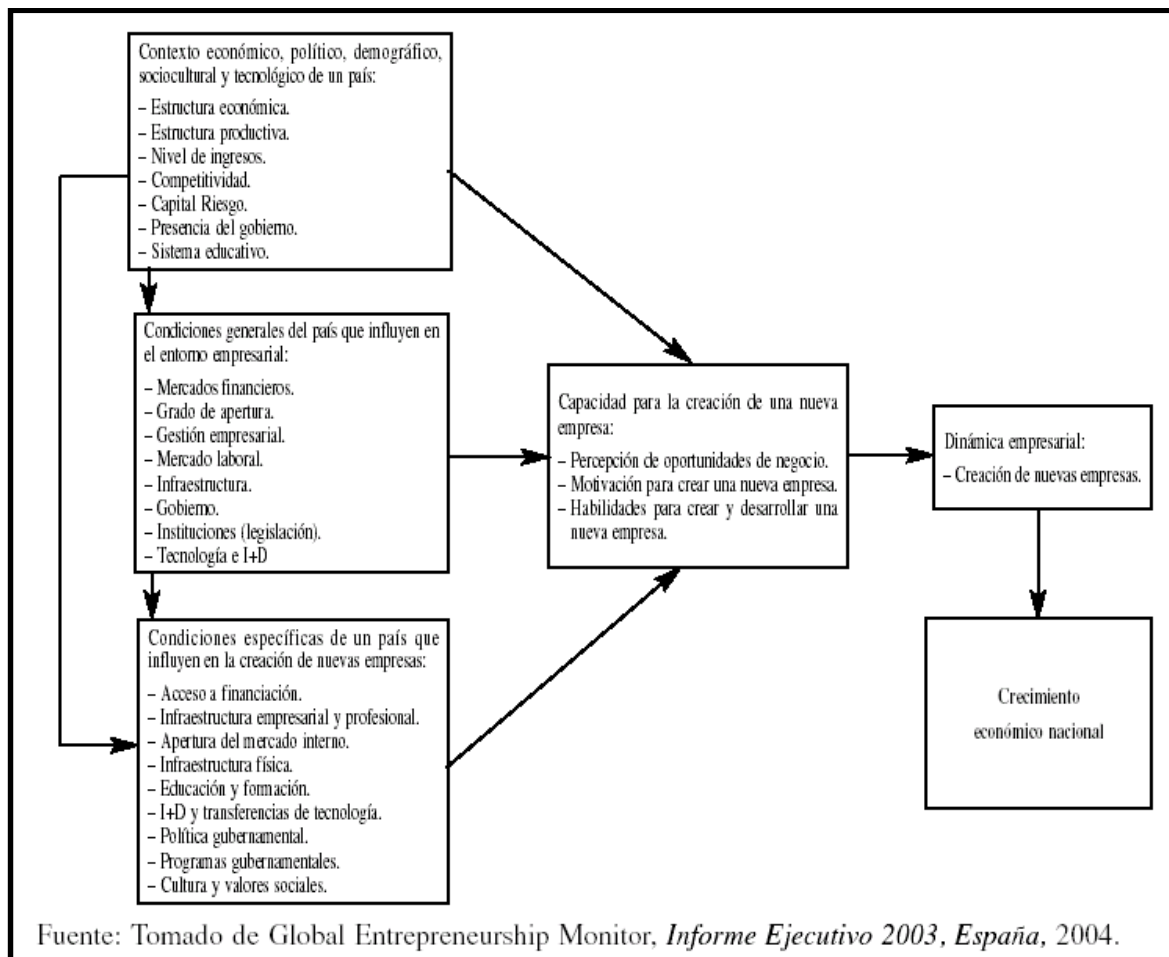 Contexto económico, político, demográfico,
sociocultural y tecnológico de un país:
– Estructura económica.
– Estructura productiva.
– Nivel de ingresos.
– Competitividad.
– Capital Riesgo.
– Presencia del gobierno.
– Sistema educativo.
Condiciones generales del país que influyen en
el entorno empresarial:
– Mercados financieros.
– Grado de apertura.
– Gestión empresarial.
– Mercado laboral.
– Infraestructura.
– Gobierno.
– Instituciones (legislación).
– Tecnología e I+D
Condiciones específicas de un país que
influyen en la creación de nuevas empresas:
– Acceso a financiación.
– Infraestructura empresarial y profesional.
– Apertura del mercado interno.
– Infraestructura física.
– Educación y formación.
– I+D y transferencias de tecnología.
– Política gubernamental.
– Programas gubernamentales.
– Cultura y valores sociales.
Capacidad para la creación de una nueva
empresa:
– Percepción de oportunidades de negocio.
– Motivación para crear una nueva empresa.
– Habilidades para crear y desarrollar una
nueva empresa.
Dinámica empresarial:
– Creación de nuevas empresas.
Crecimiento
económico nacional
Fuente: Tomado de Global Entrepreneurship Monitor, Informe Ejecutivo 2003, España, 2004.